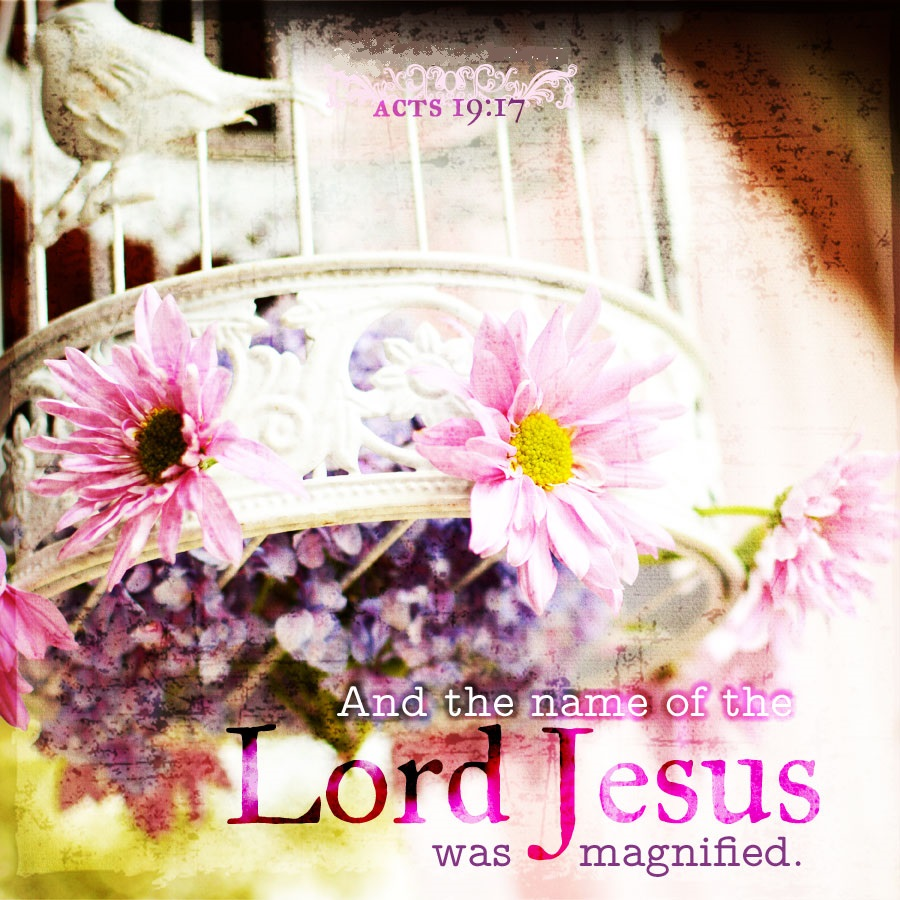 ACTS 19:17
And the name of the
Lord Jesus
was magnified.